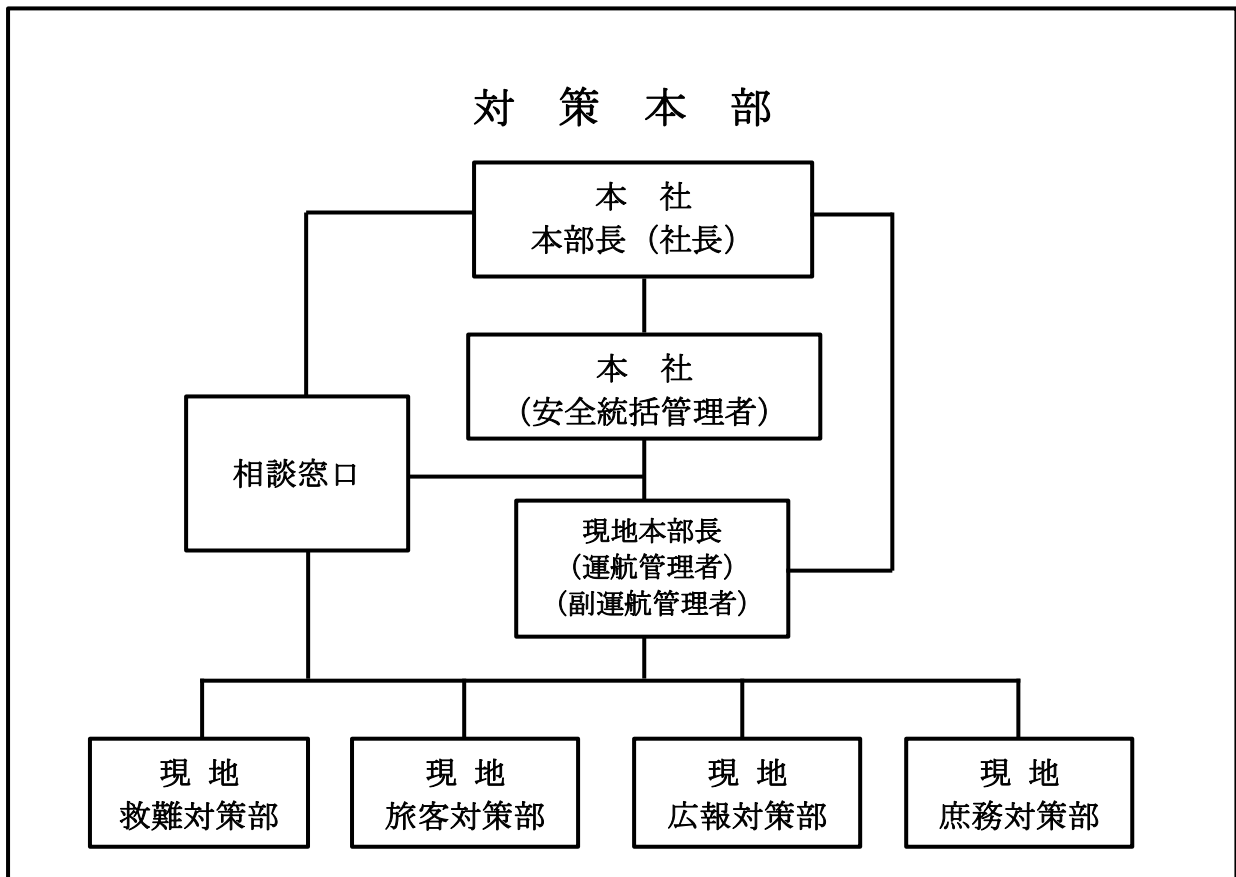 対 策 本 部
本 社
本部長（社長）
本 社
（安全統括管理者）
相談窓口
現地本部長
（運航管理者）
（副運航管理者）
現 地
救難対策部
現 地
旅客対策部
現 地
広報対策部
現 地
庶務対策部